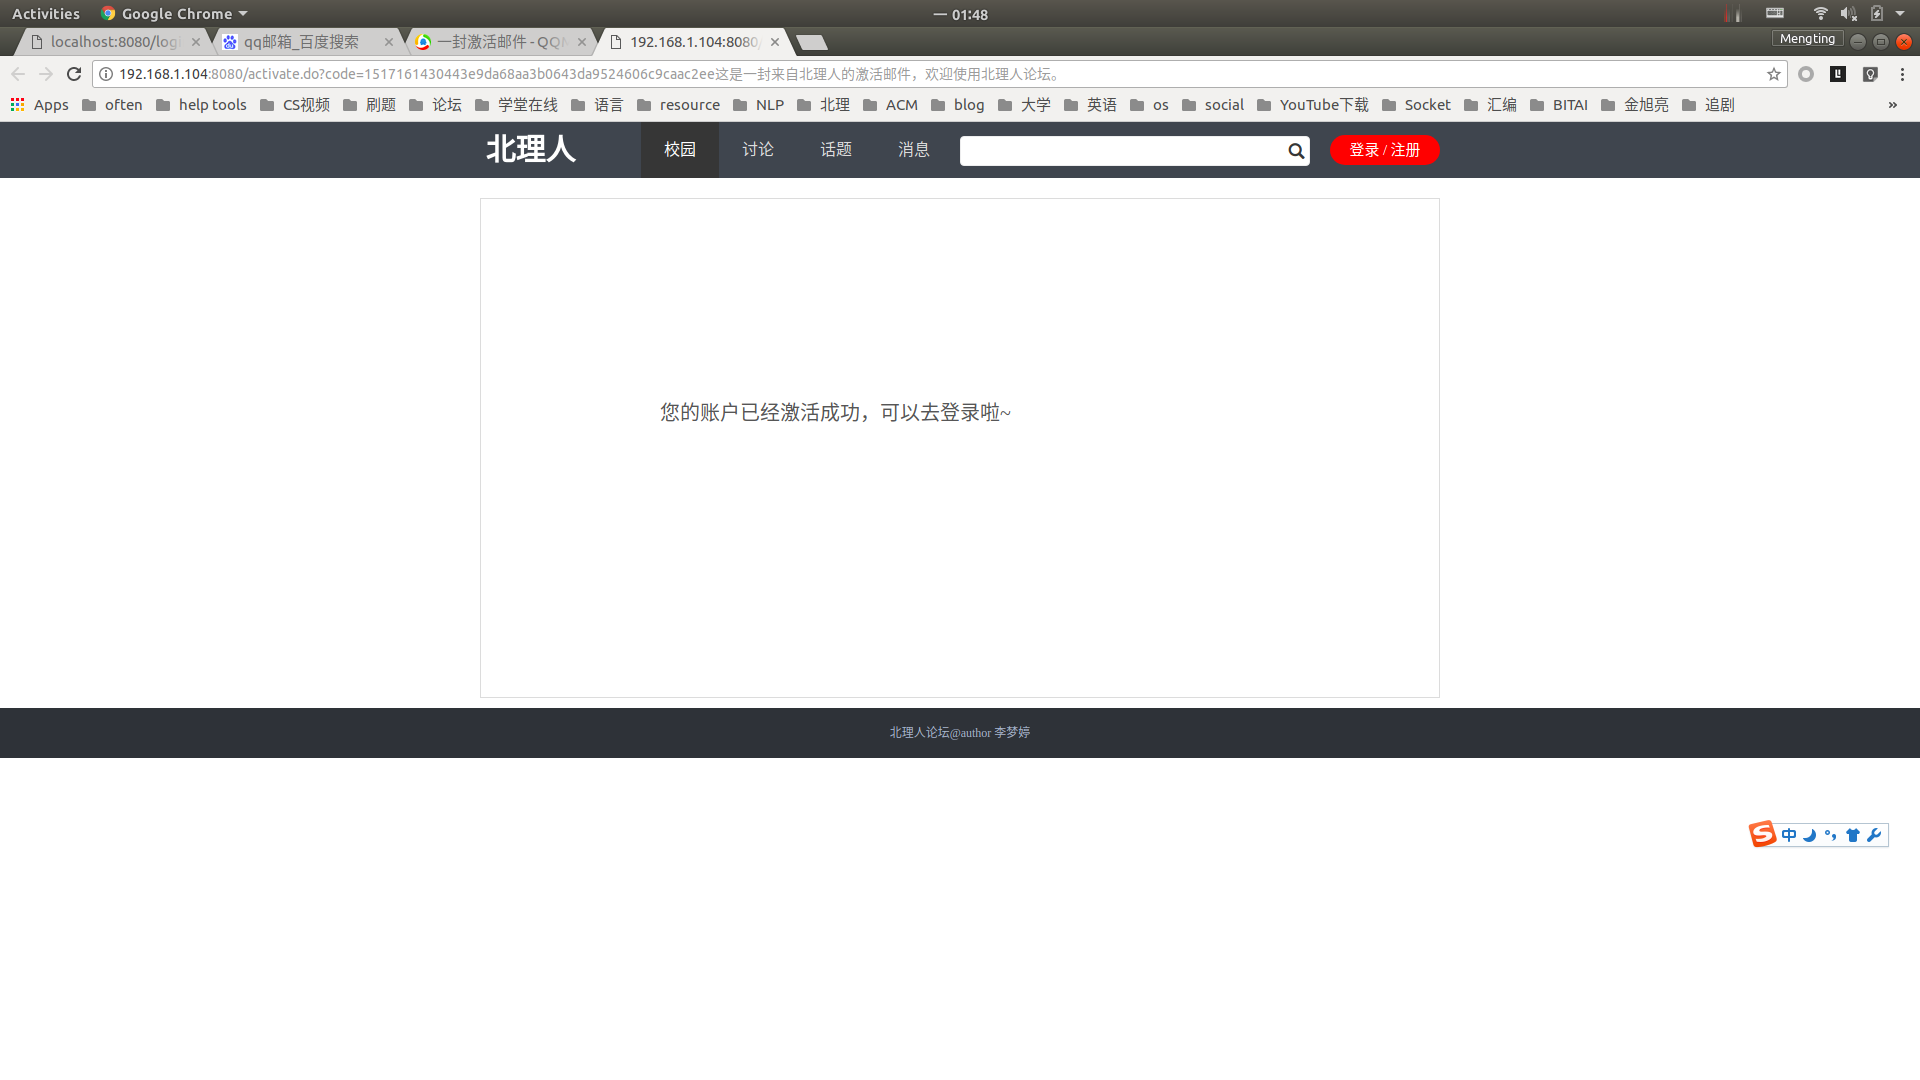 Activities Google Chrome 一 01:48
localhost:8080/logi qq邮箱_百度搜索 一封激活邮件 - QQM 192.168.1.104:8080/ Mengting
192.168.1.104:8080/activate.do?code=1517161430443e9da68aa3b0643da9524606c9caac2ee这是一封来自北理人的激活邮件，欢迎使用北理人论坛。
Apps often help tools CS视频 刷题 论坛 学堂在线 语言 resource NLP 北理 ACM blog 大学 英语 os social YouTube下载 Socket 汇编 BITAI 金旭亮 追剧 »
北理人 校园 讨论 话题 消息 登录 / 注册
您的账户已经激活成功，可以去登录啦~
北理人论坛@author 李梦婷
中